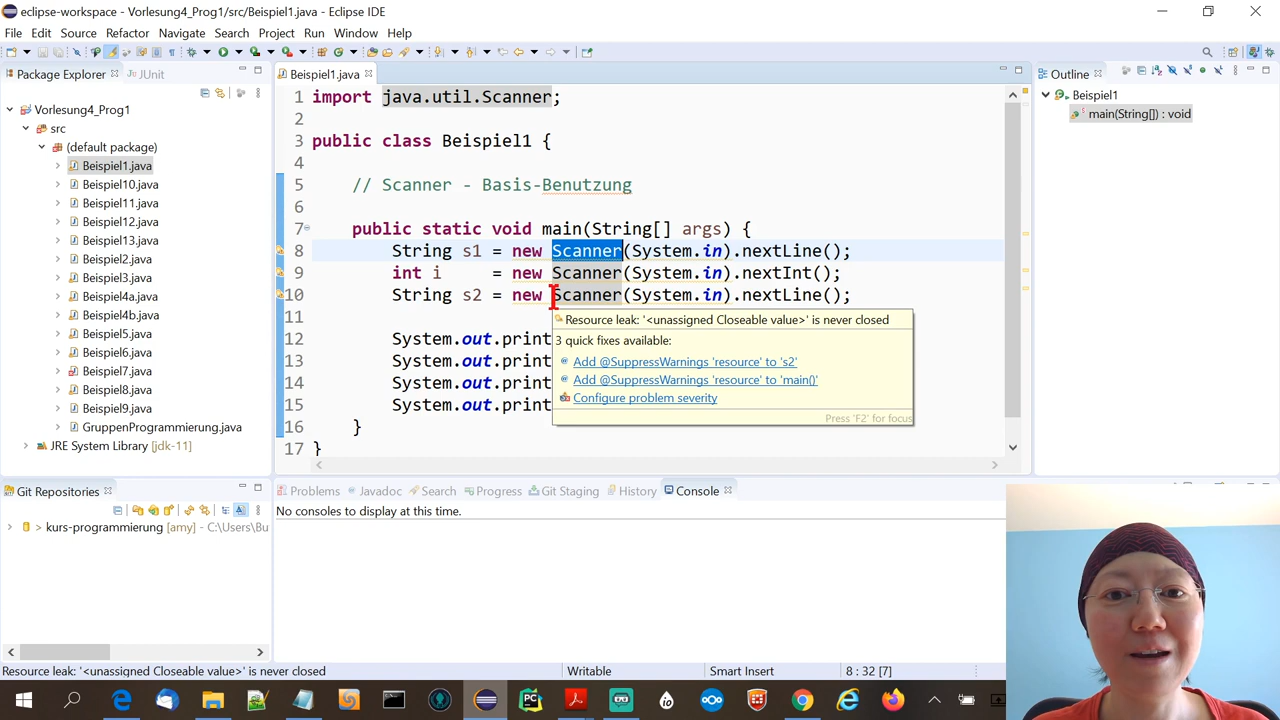 eclipse-workspace - Vorlesung4_Prog1/src/Beispiel1.java - Eclipse IDE
File Edit Source Refactor Navigate Search Project Run Window Help
Package Explorer
JUnit
Vorlesung4_Prog1
src
(default package)
Beispiel1.java
Beispiel10.java
Beispiel11.java
Beispiel12.java
Beispiel13.java
Beispiel2.java
Beispiel3.java
Beispiel4a.java
Beispiel4b.java
Beispiel5.java
Beispiel6.java
Beispiel7.java
Beispiel8.java
Beispiel9.java
GruppenProgrammierung.java
JRE System Library [jdk-11]
Beispiel1.java
1 import java.util.Scanner;
2
3 public class Beispiel1 {
4
5 // Scanner - Basis-Benutzung
6
7 public static void main(String[] args) {
8 String s1 = new Scanner(System.in).nextLine();
9 int i = new Scanner(System.in).nextInt();
10 String s2 = new Scanner(System.in).nextLine();
11
12 System.out.print
13 System.out.print
14 System.out.print
15 System.out.print
16 }
17 }
Resource leak: '<unassigned Closeable value>' is never closed
3 quick fixes available:
Add @SuppressWarnings 'resource' to 's2'
Add @SuppressWarnings 'resource' to 'main()'
Configure problem severity
Press 'F2' for focus
Outline
Beispiel1
main(String[]) : void
Git Repositories
> kurs-programmierung [amy] - C:\Users\Bu
Problems Javadoc Search Progress Git Staging History Console
No consoles to display at this time.
Resource leak: '<unassigned Closeable value>' is never closed
Writable
Smart Insert
8 : 32 [7]